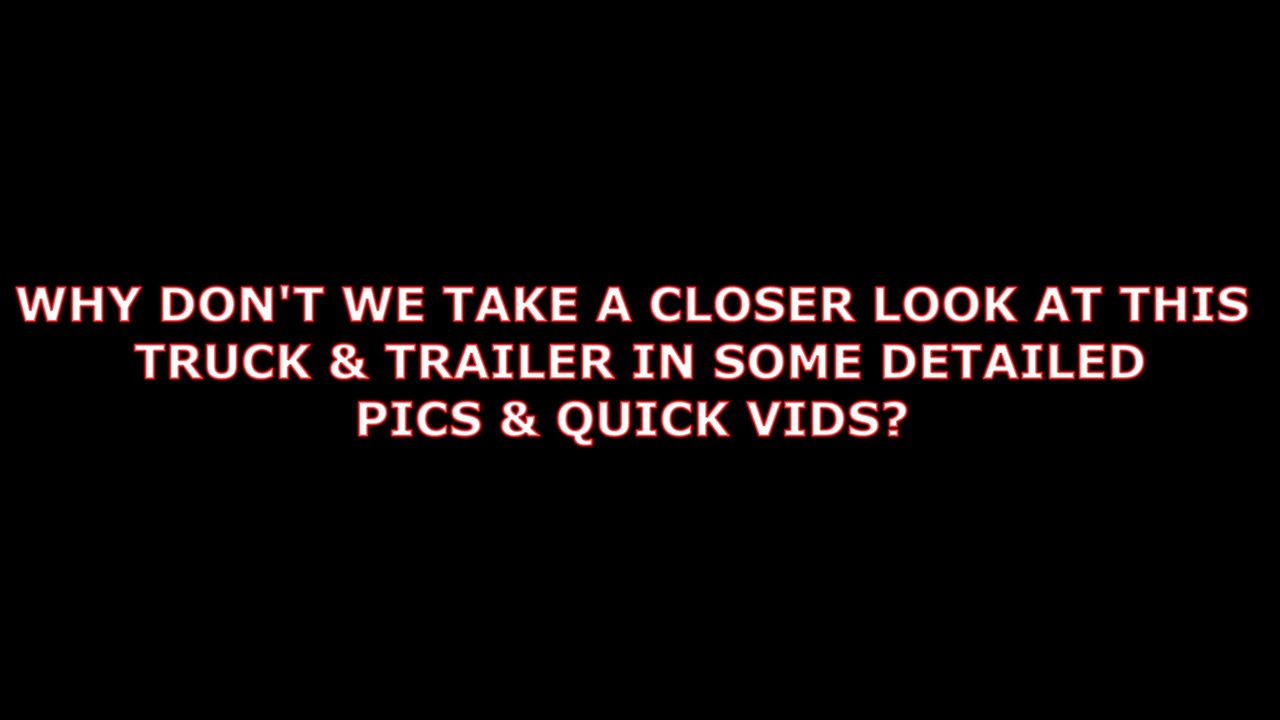 WHY DON'T WE TAKE A CLOSER LOOK AT THIS
TRUCK & TRAILER IN SOME DETAILED
PICS & QUICK VIDS?